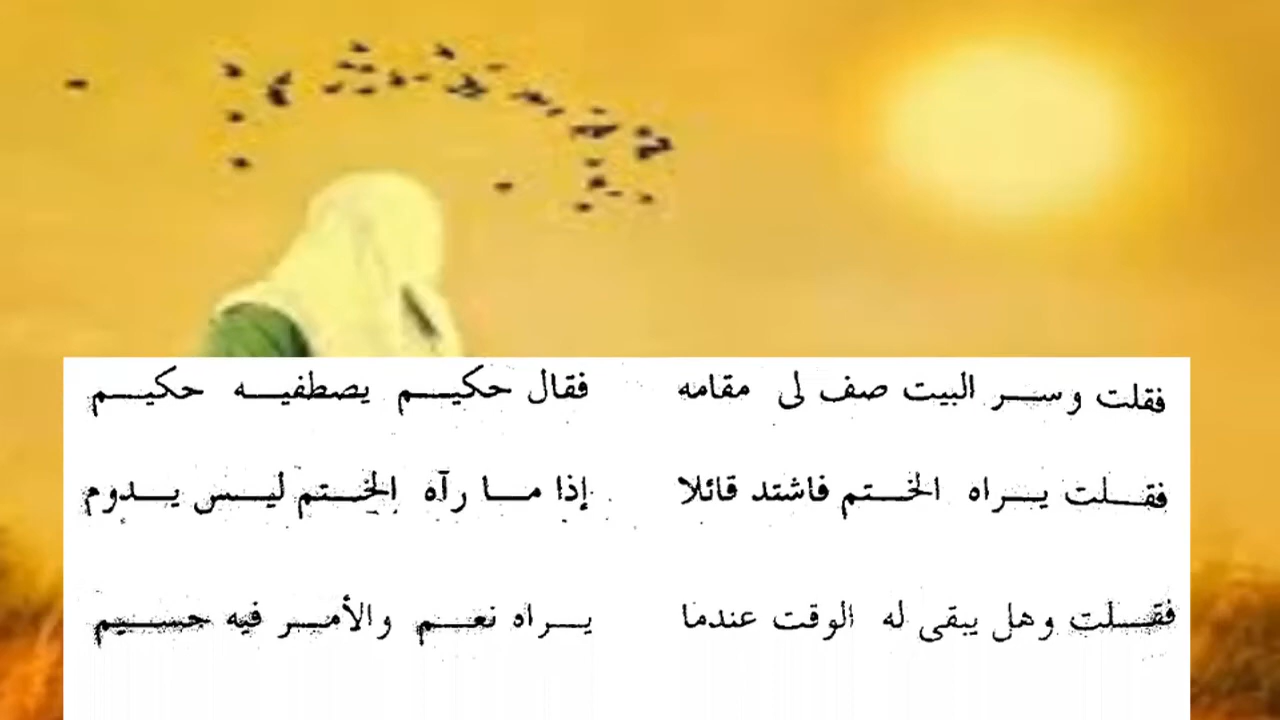 فقلت وسر البيت صف لى مقامه فقال حكيم يصطفيه حكيم
فقلت يراه الختم فاشتد قائلا إذا ما رآه الختم ليس يدوم
فقلت وهل يبقى له الوقت عندما يراه نعم والأمر فيه حسيم